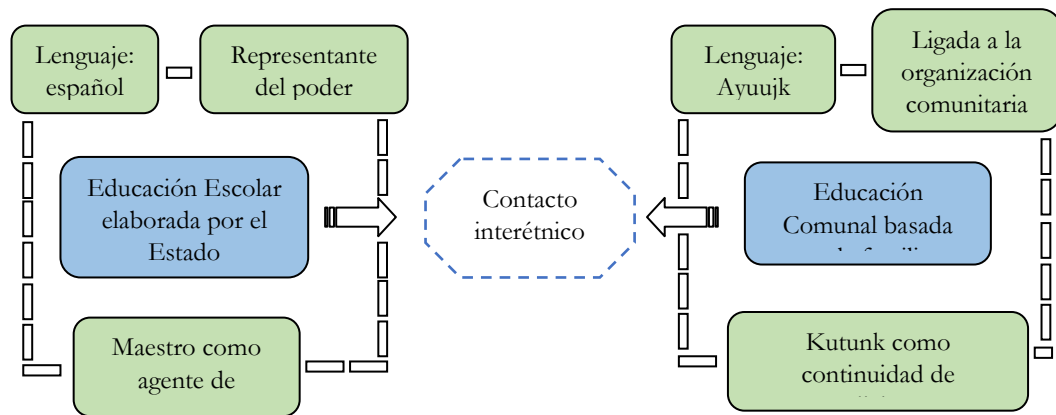 Lenguaje:
español
Representante
del poder
Lenguaje:
Ayuujk
Ligada a la
organización
comunitaria
Educación Escolar
elaborada por el
Estado
Contacto
interétnico
Educación
Comunal basada
Maestro como
agente de
Kutunk como
continuidad de